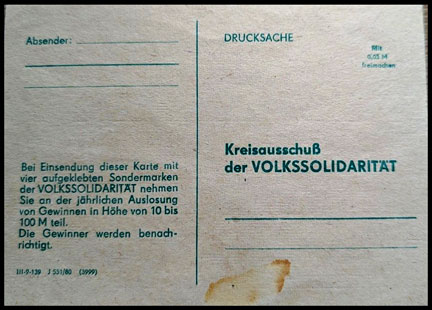 Absender:
DRUCKSACHE
Mit
0,05 M
freimachen
Kreisausschuß
der VOLKSSOLIDARITÄT
Bei Einsendung dieser Karte mit
vier aufgeklebten Sondermarken
der VOLKSSOLIDARITÄT nehmen
Sie an der jährlichen Auslosung
von Gewinnen in Höhe von 10 bis
100 M teil.
Die Gewinner werden benach-
richtigt.
III-9-139 J 531/80 (3999)